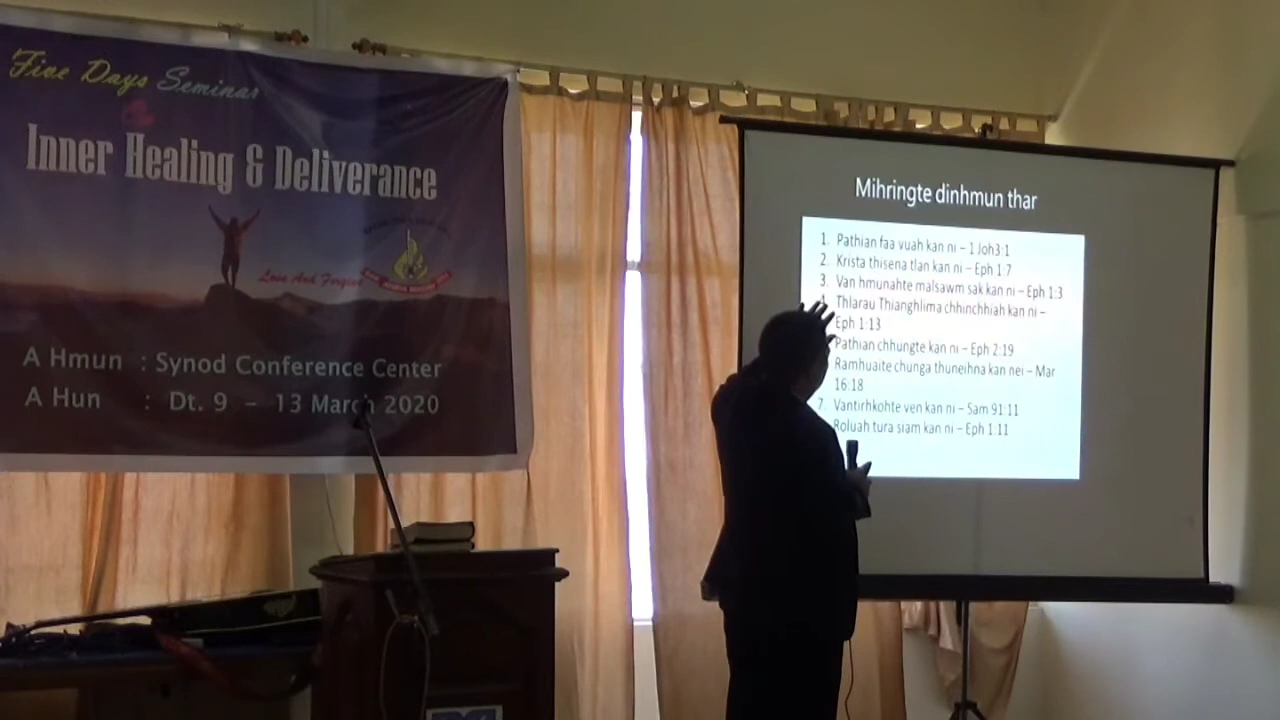 Five Days Seminar
Inner Healing & Deliverance
Love And Forgive
A Hmun : Synod Conference Center
A Hun : Dt. 9 – 13 March 2020
Mihringte dinhmun thar
1. Pathian faa vuah kan ni – 1 Joh3:1
2. Krista thisena tlan kan ni – Eph 1:7
3. Van hmunahte malsawm sak kan ni – Eph 1:3
Thlarau Thianghlima chhinchhiah kan ni –
Eph 1:13
Pathian chhungte kan ni – Eph 2:19
Ramhuaite chunga thuneihna kan nei – Mar
16:18
7. Vantirhkohte ven kan ni – Sam 91:11
Roluah tura siam kan ni – Eph 1:11